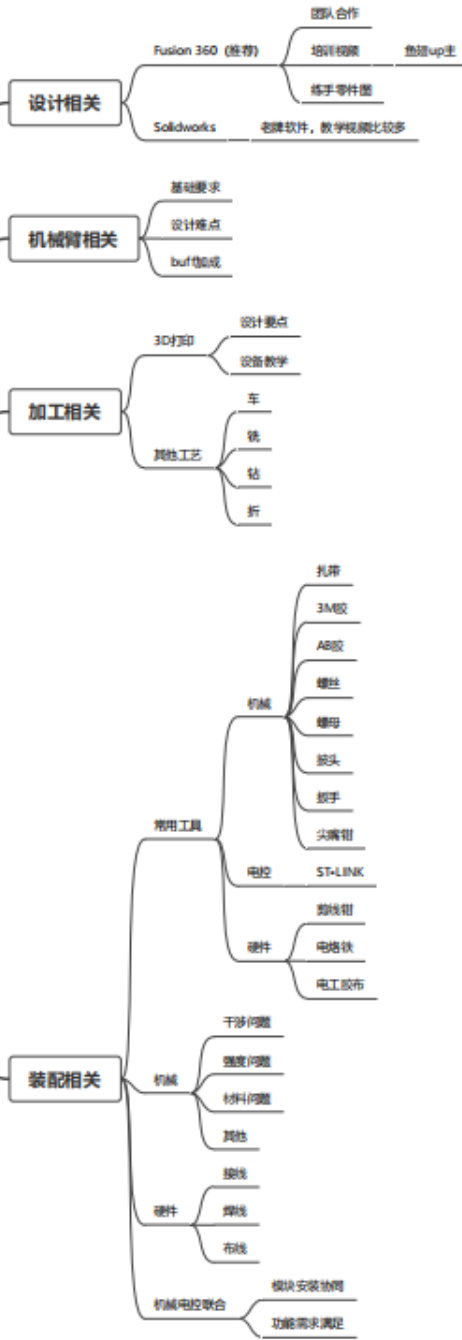 团队合作
Fusion 360（推荐）
培训视频
鱼翅up主
练手零件图
设计相关
Solidworks
老牌软件，教学视频比较多
基础要求
机械臂相关
设计难点
buff加成
3D打印
设计要点
设备教学
加工相关
车
铣
其他工艺
钻
折
扎带
3M胶
AB胶
螺丝
机械
螺母
披头
扳手
尖嘴钳
常用工具
电控
ST-LINK
剪线钳
硬件
电烙铁
电工胶布
干涉问题
强度问题
装配相关
机械
材料问题
其他
接线
硬件
焊线
布线
模块安装协同
机械电控联合
功能需求满足